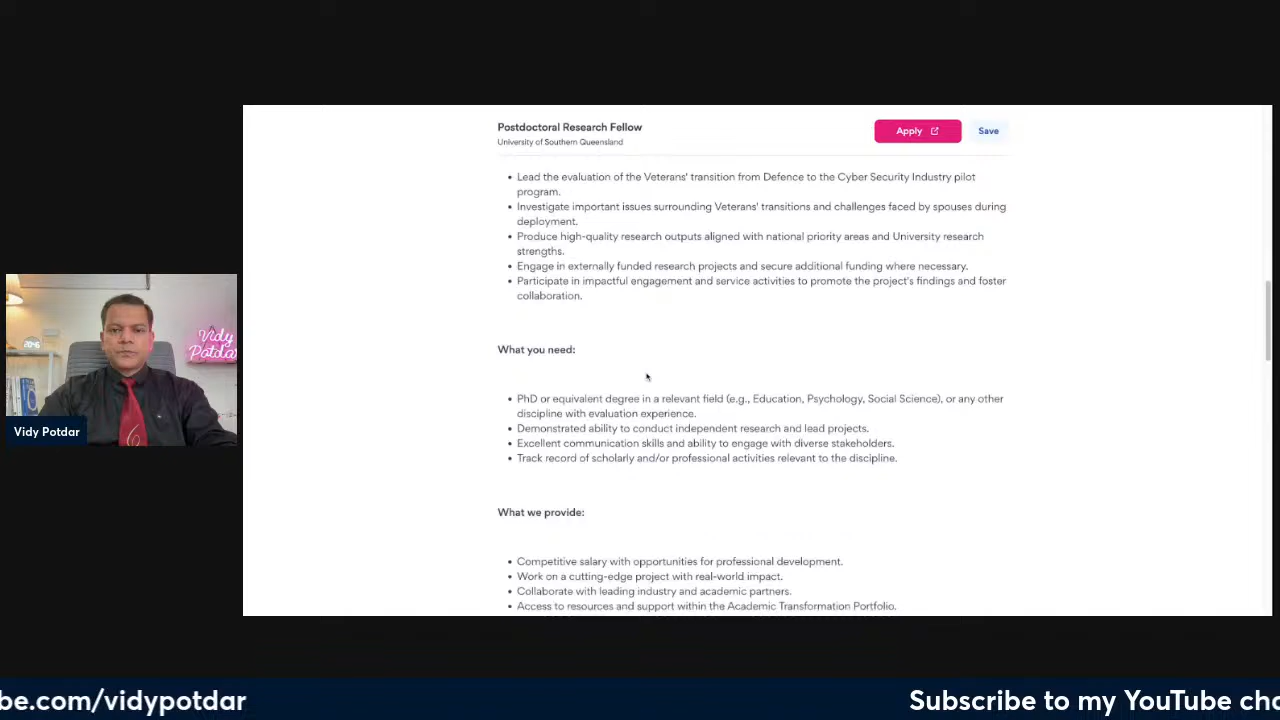 Postdoctoral Research Fellow
University of Southern Queensland
Apply
Save
• Lead the evaluation of the Veterans' transition from Defence to the Cyber Security Industry pilot
program.
• Investigate important issues surrounding Veterans' transitions and challenges faced by spouses during
deployment.
• Produce high-quality research outputs aligned with national priority areas and University research
strengths.
• Engage in externally funded research projects and secure additional funding where necessary.
• Participate in impactful engagement and service activities to promote the project's findings and foster
collaboration.
What you need:
• PhD or equivalent degree in a relevant field (e.g., Education, Psychology, Social Science), or any other
discipline with evaluation experience.
• Demonstrated ability to conduct independent research and lead projects.
• Excellent communication skills and ability to engage with diverse stakeholders.
• Track record of scholarly and/or professional activities relevant to the discipline.
What we provide:
• Competitive salary with opportunities for professional development.
• Work on a cutting-edge project with real-world impact.
• Collaborate with leading industry and academic partners.
• Access to resources and support within the Academic Transformation Portfolio.
20:46
Vidy
Potdar
Vidy Potdar
be.com/vidypotdar
Subscribe to my YouTube cha